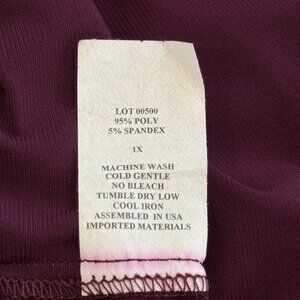 LOT 00500
95% POLY
5% SPANDEX
1X
MACHINE WASH
COLD GENTLE
NO BLEACH
TUMBLE DRY LOW
COOL IRON
ASSEMBLED IN USA
IMPORTED MATERIALS